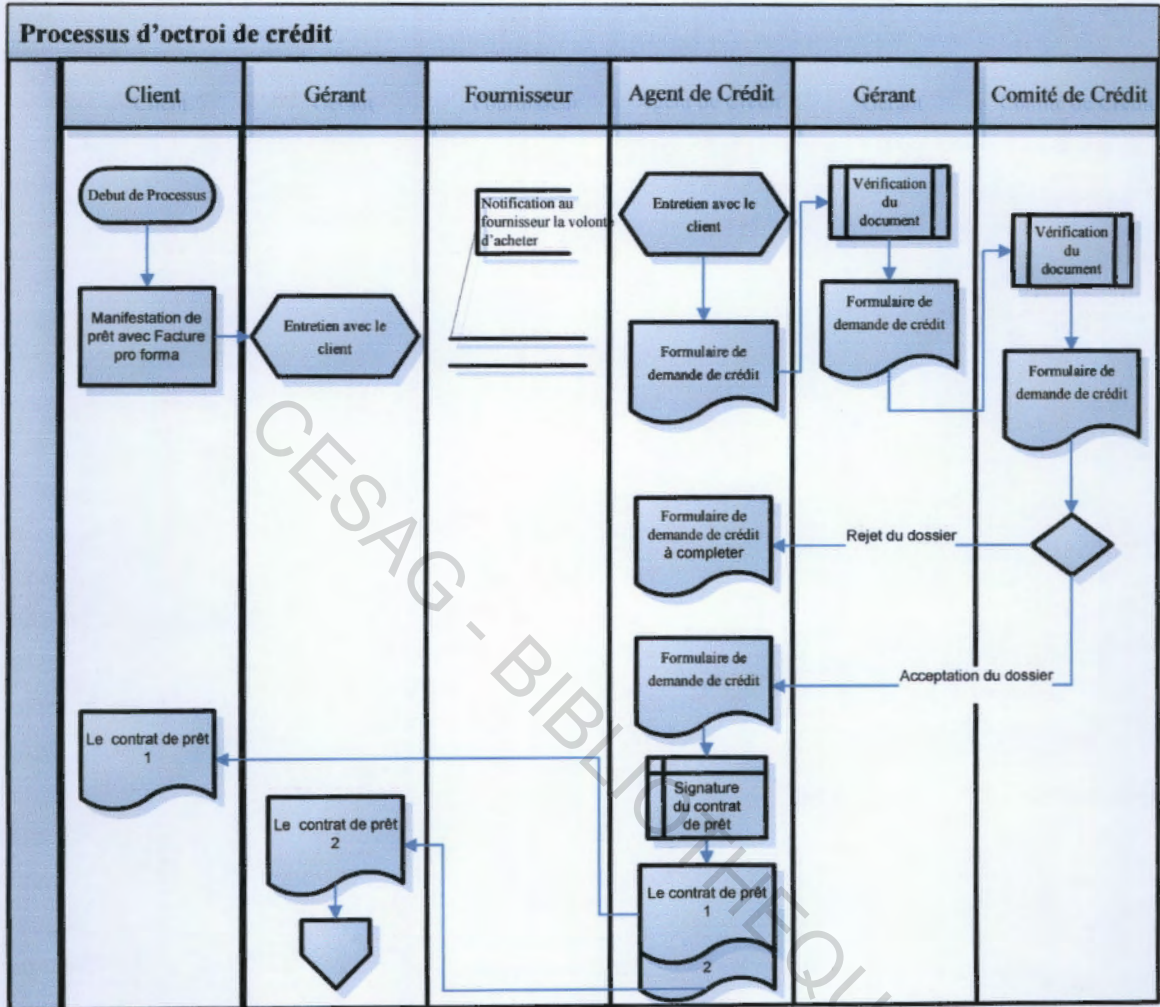 Processus d'octroi de crédit
Client
Gérant
Fournisseur
Agent de Crédit
Gérant
Comité de Crédit
Debut de Processus
Manifestation de
prêt avec Facture
pro forma
Entretien avec le
client
Notification au
fournisseur la volonte
d'acheter
Entretien avec le
client
Formulaire de
demande de crédit
Vérification
du
document
Formulaire de
demande de crédit
Vérification
du
document
Formulaire de
demande de crédit
Formulaire de
demande de crédit
à completer
Rejet du dossier
Formulaire de
demande de crédit
Acceptation du dossier
Le contrat de prêt
1
Signature
du contrat
de prêt
Le contrat de prêt
2
Le contrat de prêt
1
2
CESAG - BIBLIOTHEQU